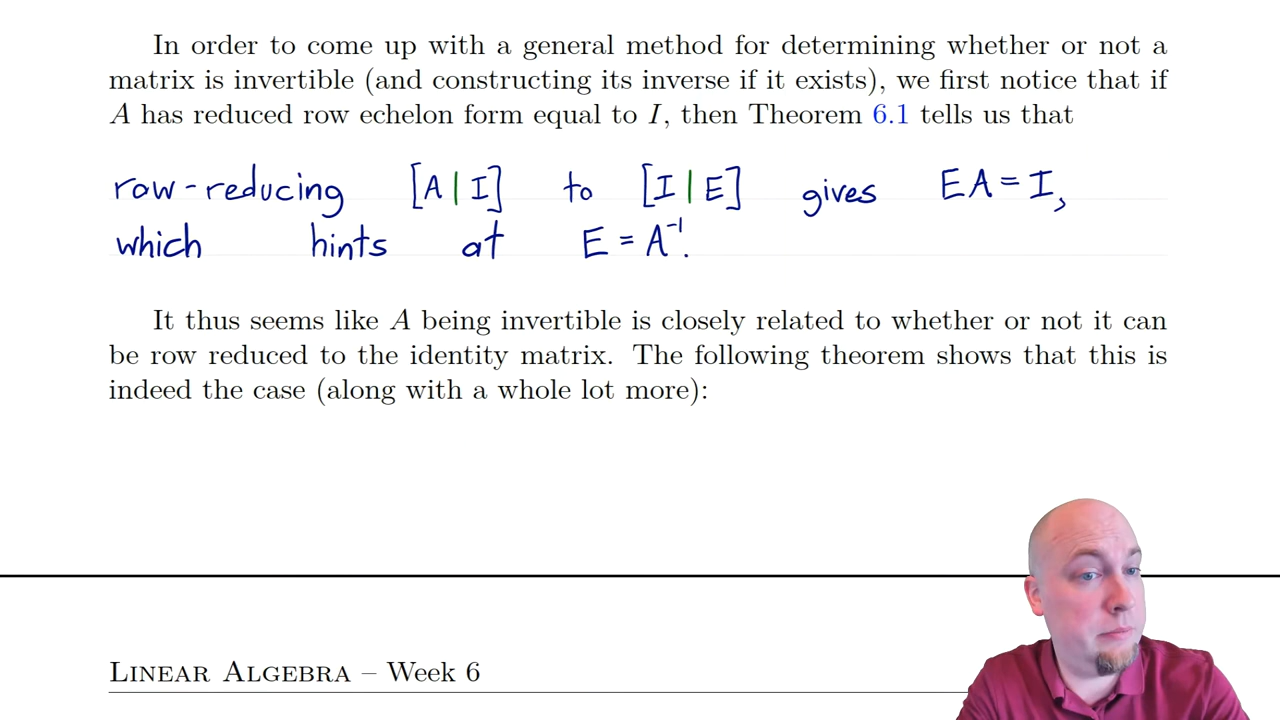 In order to come up with a general method for determining whether or not a
matrix is invertible (and constructing its inverse if it exists), we first notice that if
A has reduced row echelon form equal to I, then Theorem 6.1 tells us that
row-reducing [A|I] to [I|E] gives EA = I,
which hints at E = A⁻¹.
It thus seems like A being invertible is closely related to whether or not it can
be row reduced to the identity matrix. The following theorem shows that this is
indeed the case (along with a whole lot more):
LINEAR ALGEBRA – Week 6